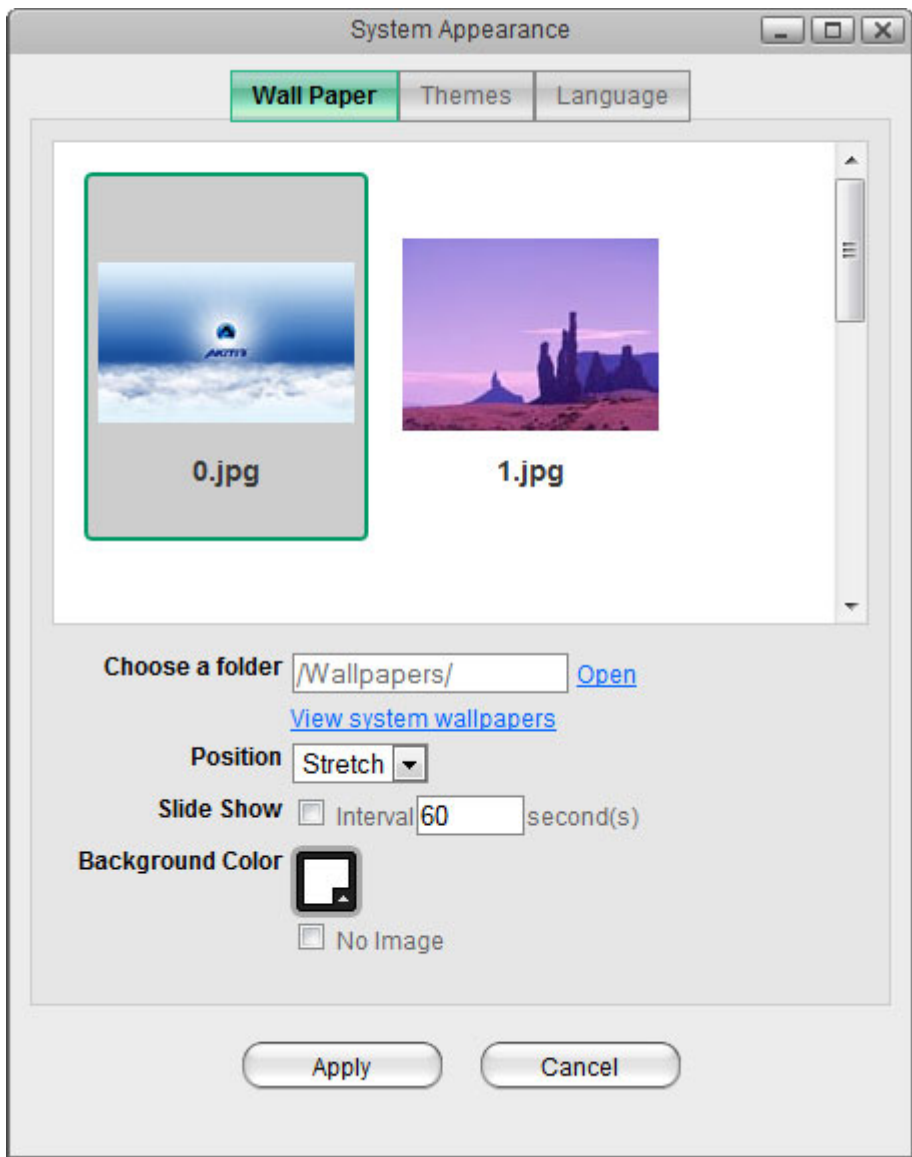 System Appearance
Wall Paper Themes Language
AKiTiO
0.jpg 1.jpg
Choose a folder /Wallpapers/ Open
View system wallpapers
Position Stretch
Slide Show Interval 60 second(s)
Background Color
No Image
Apply Cancel